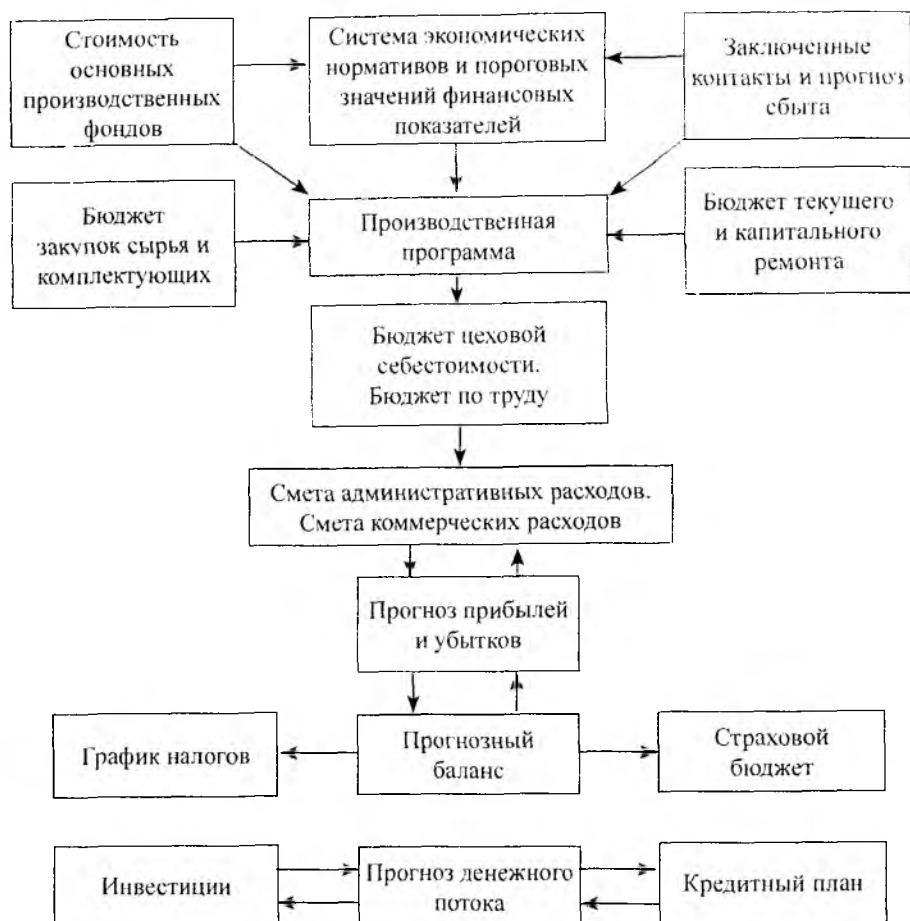 Стоимость
основных
производственных
фондов
Система экономических
нормативов и пороговых
значений финансовых
показателей
Заключенные
контакты и прогноз
сбыта
Бюджет
закупок сырья и
комплектующих
Производственная
программа
Бюджет текущего
и капитального
ремонта
Бюджет цеховой
себестоимости.
Бюджет по труду
Смета административных расходов.
Смета коммерческих расходов
Прогноз прибылей
и убытков
График налогов
Прогнозный
баланс
Страховой
бюджет
Инвестиции
Прогноз денежного
потока
Кредитный план